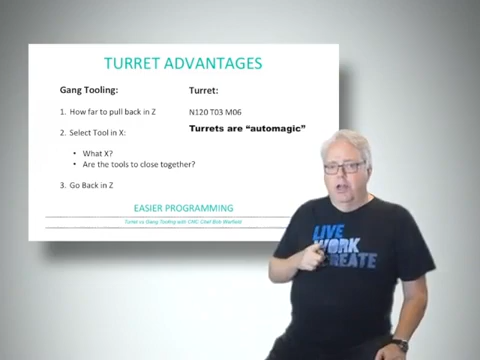 TURRET ADVANTAGES
Gang Tooling:
1. How far to pull back in Z
2. Select Tool in X:
• What X?
• Are the tools to close together?
3. Go Back in Z
Turret:
N120 T03 M06
Turrets are “automagic”
EASIER PROGRAMMING
Turret vs Gang Tooling with CNC Chef Bob Warfield
LIVE
WORK
CREATE